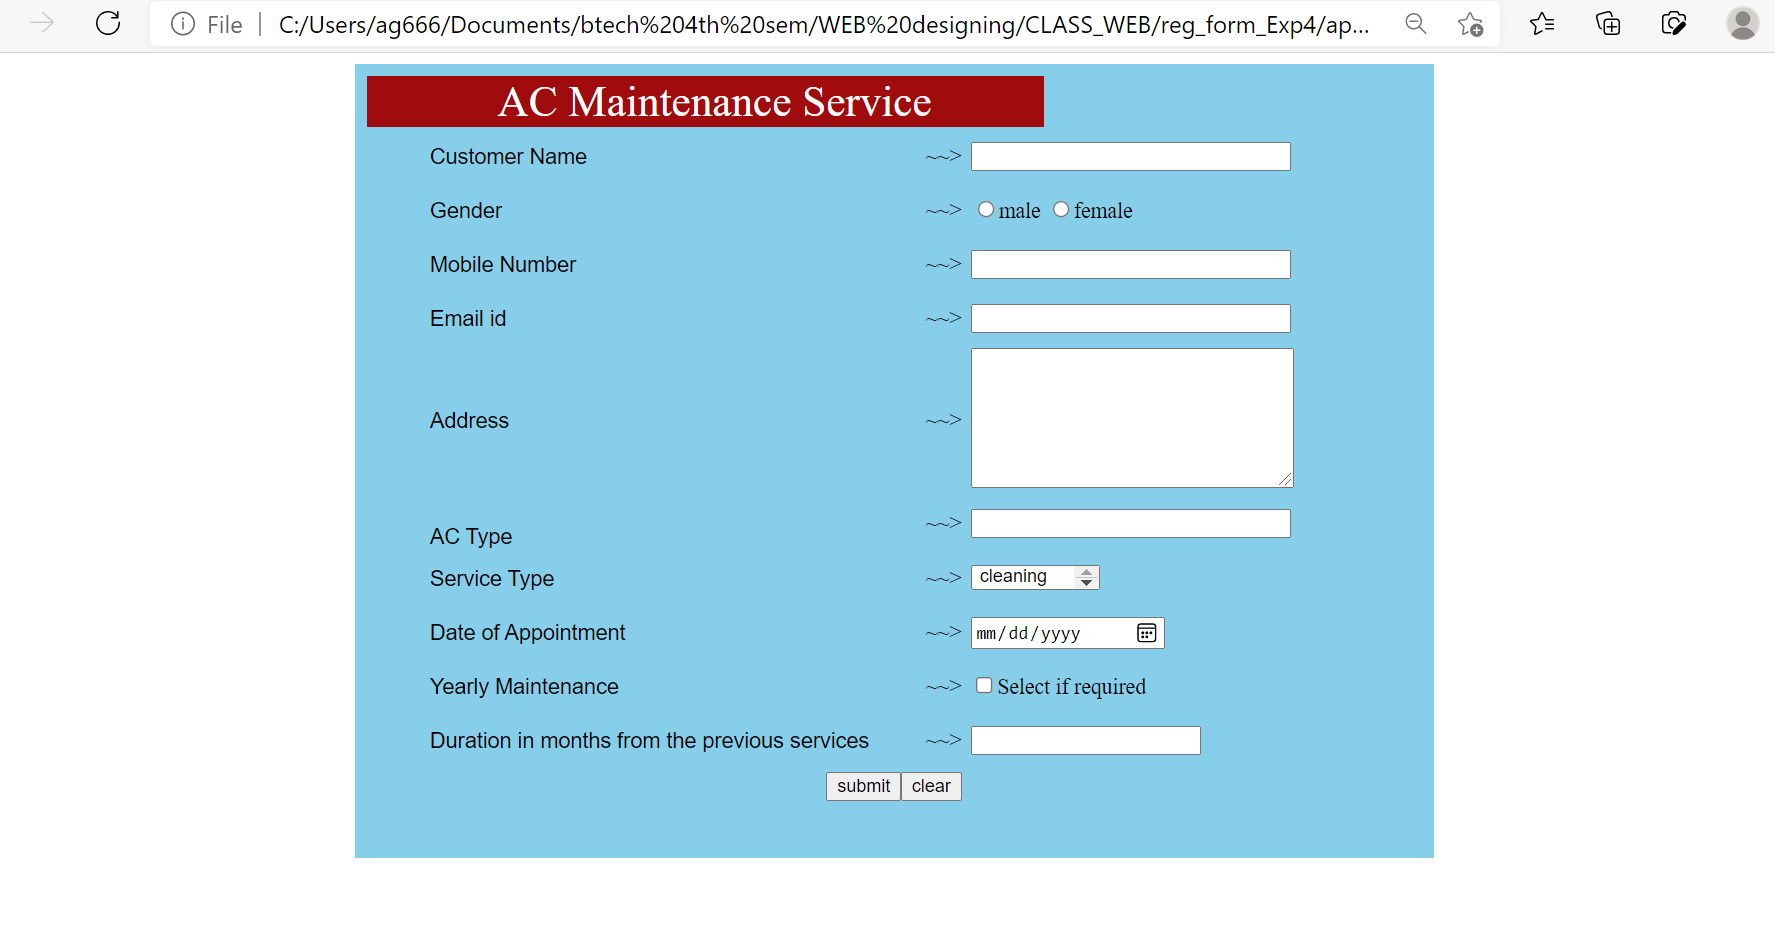 File | C:/Users/ag666/Documents/btech%204th%20sem/WEB%20designing/CLASS_WEB/reg_form_Exp4/ap...
AC Maintenance Service
Customer Name ~~>
Gender ~~> male female
Mobile Number ~~>
Email id ~~>
Address ~~>
AC Type ~~>
Service Type ~~> cleaning
Date of Appointment ~~> mm/dd/yyyy
Yearly Maintenance ~~> Select if required
Duration in months from the previous services ~~>
submit clear